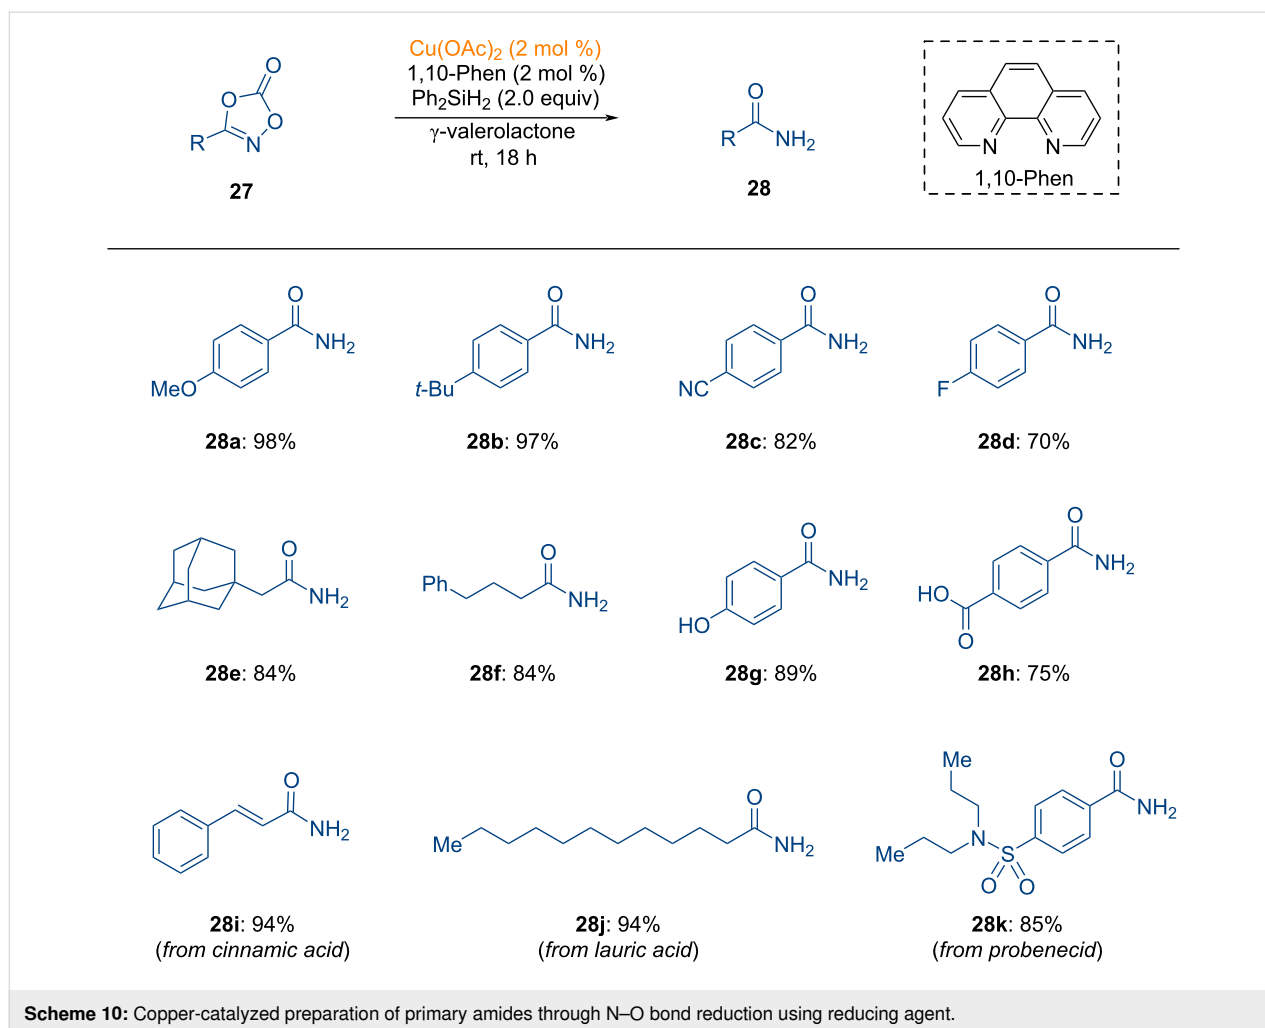 Cu(OAc)2 (2 mol %)
1,10-Phen (2 mol %)
Ph2SiH2 (2.0 equiv)
γ-valerolactone
rt, 18 h
O
O
O
N
R
27
O
R
NH2
28
N
N
1,10-Phen
O
NH2
MeO
28a: 98%
O
NH2
t-Bu
28b: 97%
O
NH2
NC
28c: 82%
O
NH2
F
28d: 70%
O
NH2
28e: 84%
O
Ph
NH2
28f: 84%
O
NH2
HO
28g: 89%
O
NH2
HO
O
28h: 75%
O
NH2
28i: 94%
(from cinnamic acid)
O
Me
NH2
28j: 94%
(from lauric acid)
Me
O
NH2
N
Me
S
O
O
28k: 85%
(from probenecid)
Scheme 10: Copper-catalyzed preparation of primary amides through N–O bond reduction using reducing agent.